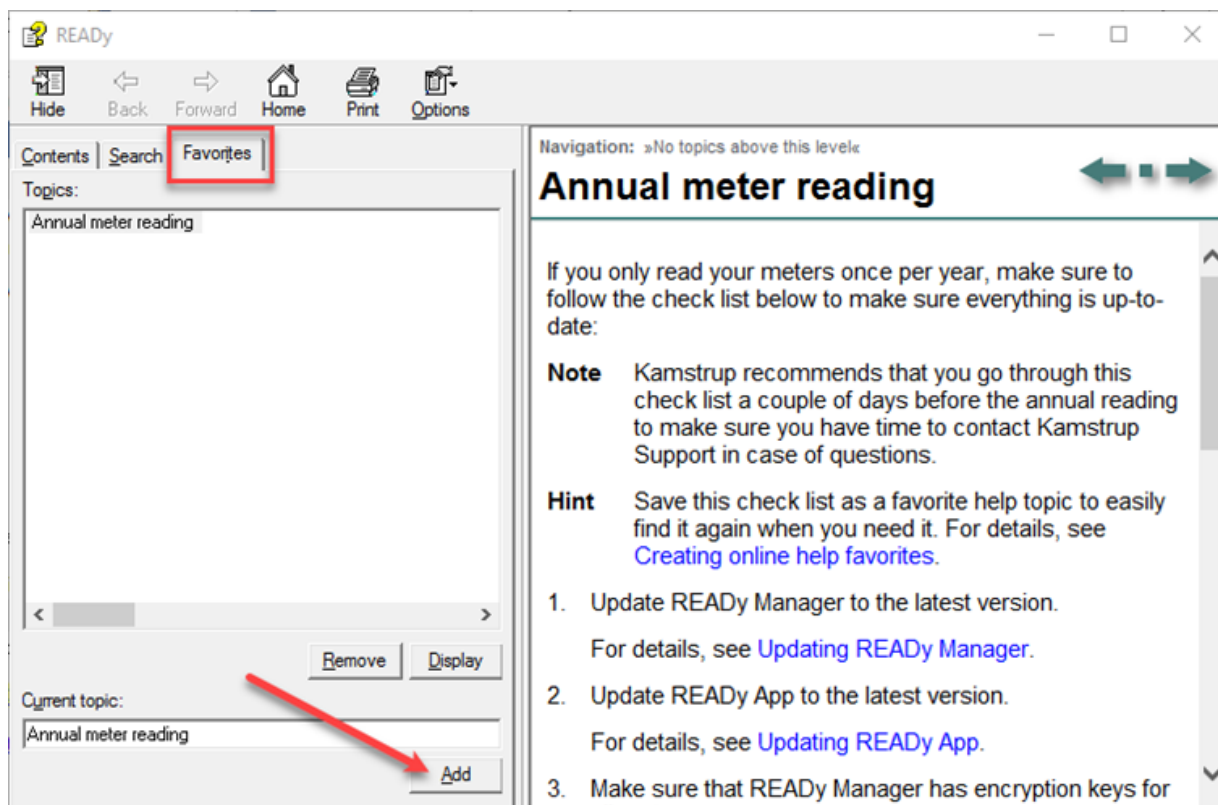 READy
Hide Back Forward Home Print Options
Contents Search Favorites
Topics:
Annual meter reading
Remove Display
Current topic:
Annual meter reading
Add
Navigation: »No topics above this level«
Annual meter reading
If you only read your meters once per year, make sure to
follow the check list below to make sure everything is up-to-
date:
Note Kamstrup recommends that you go through this
check list a couple of days before the annual reading
to make sure you have time to contact Kamstrup
Support in case of questions.
Hint Save this check list as a favorite help topic to easily
find it again when you need it. For details, see
Creating online help favorites.
1. Update READy Manager to the latest version.
For details, see Updating READy Manager.
2. Update READy App to the latest version.
For details, see Updating READy App.
3. Make sure that READy Manager has encryption keys for